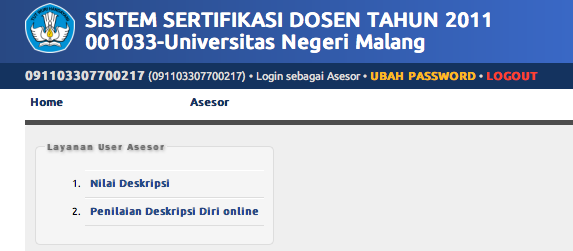 SISTEM SERTIFIKASI DOSEN TAHUN 2011
001033-Universitas Negeri Malang
091103307700217 (091103307700217) • Login sebagai Asesor • UBAH PASSWORD • LOGOUT
Home Asesor
Layanan User Asesor
1. Nilai Deskripsi
2. Penilaian Deskripsi Diri online